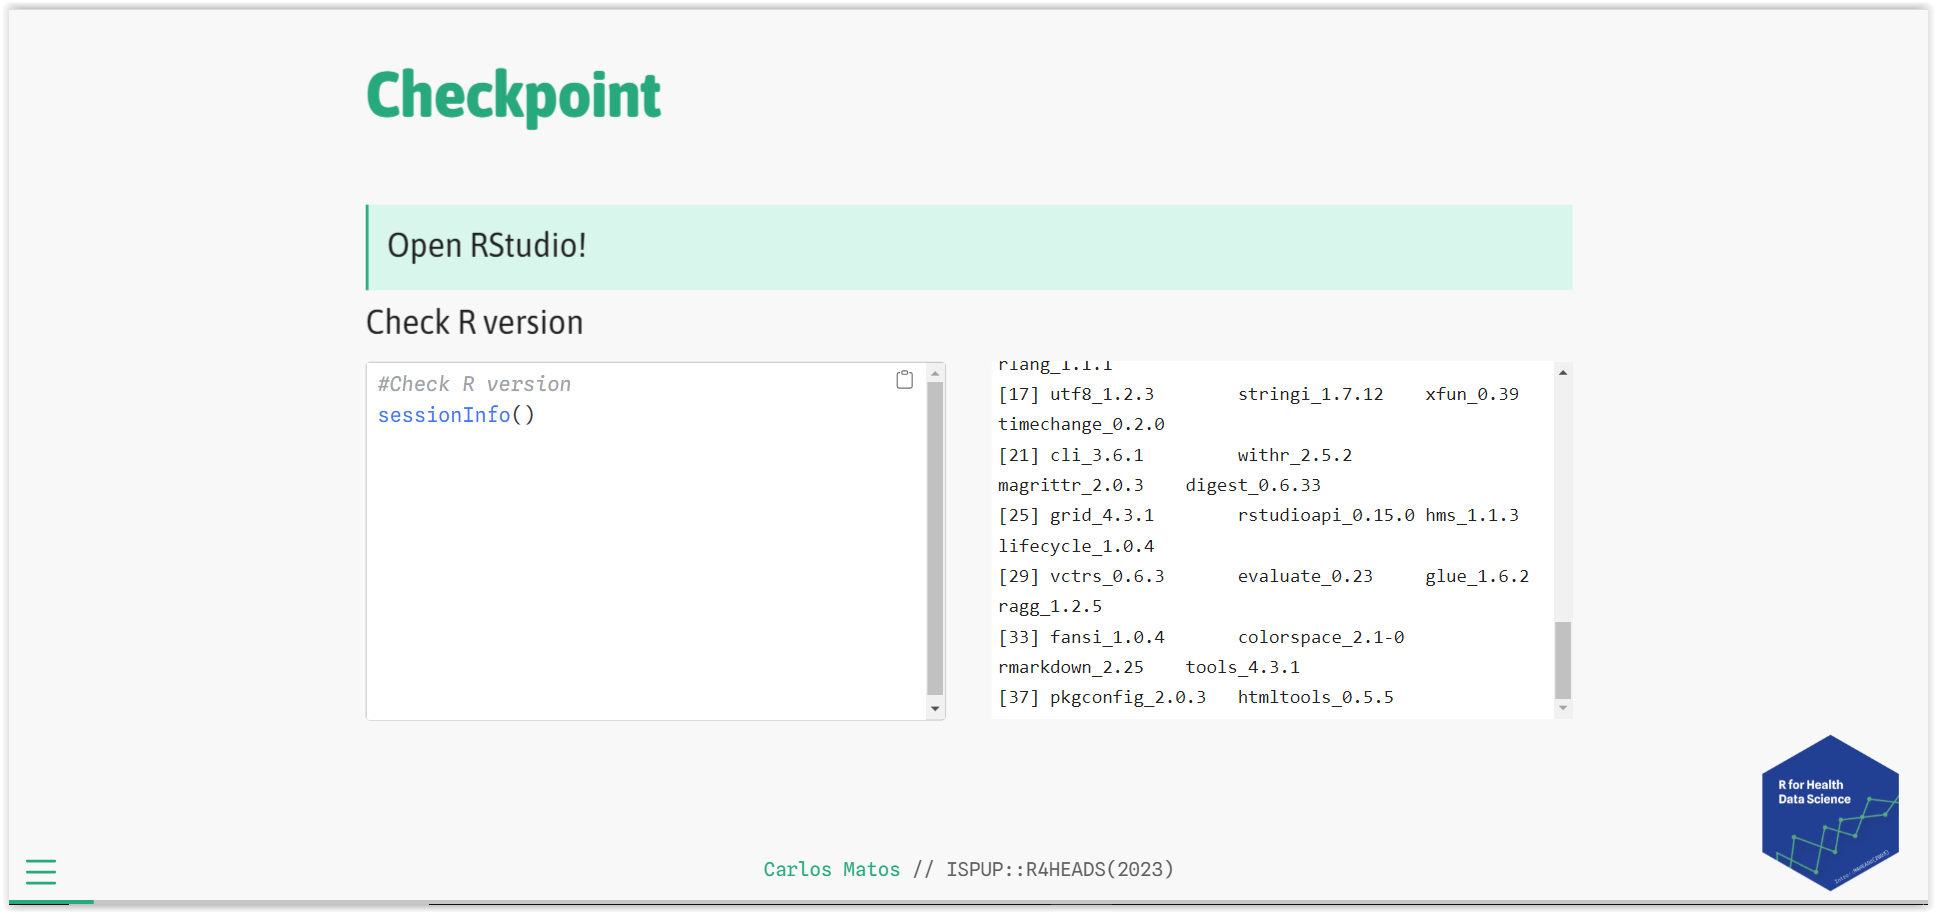 Checkpoint
Open RStudio!
Check R version
#Check R version
sessionInfo()
rlang_1.1.1
[17] utf8_1.2.3 stringi_1.7.12 xfun_0.39
timechange_0.2.0
[21] cli_3.6.1 withr_2.5.2
magrittr_2.0.3 digest_0.6.33
[25] grid_4.3.1 rstudioapi_0.15.0 hms_1.1.3
lifecycle_1.0.4
[29] vctrs_0.6.3 evaluate_0.23 glue_1.6.2
ragg_1.2.5
[33] fansi_1.0.4 colorspace_2.1-0
rmarkdown_2.25 tools_4.3.1
[37] pkgconfig_2.0.3 htmltools_0.5.5
R for Health
Data Science
Carlos Matos // ISPUP::R4HEADS(2023)